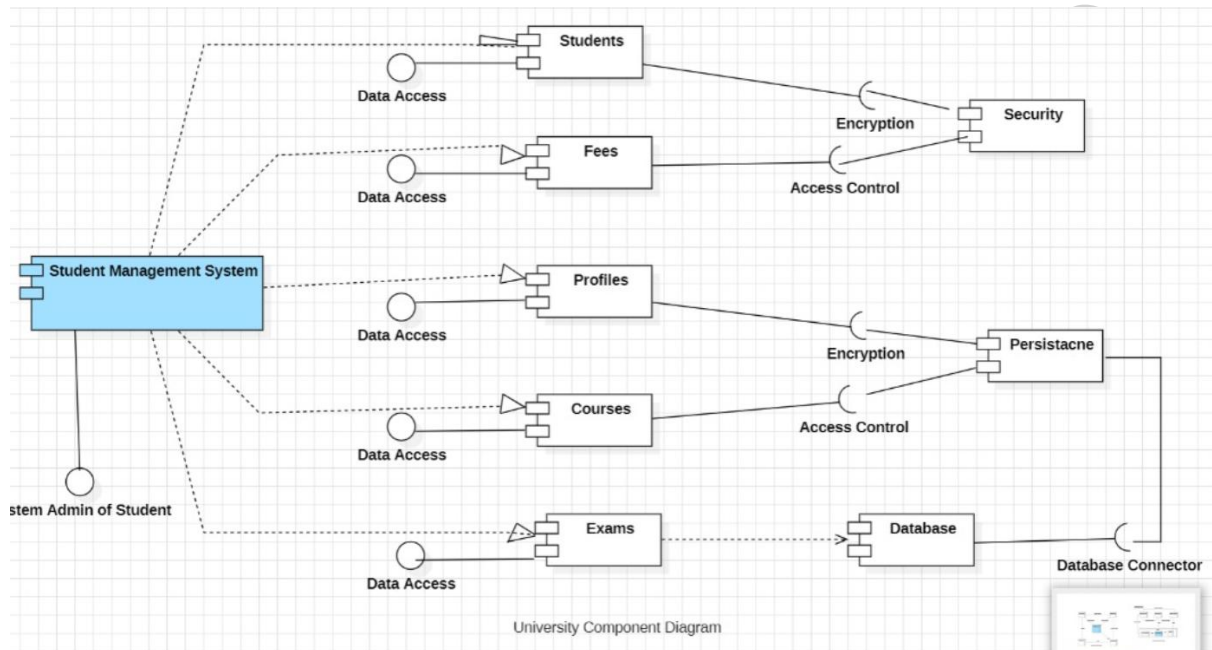 Students
Data Access
Encryption
Security
Fees
Access Control
Data Access
Student Management System
Profiles
Data Access
Persistacne
Encryption
Courses
Access Control
Data Access
stem Admin of Student
Exams
Database
Database Connector
Data Access
University Component Diagram